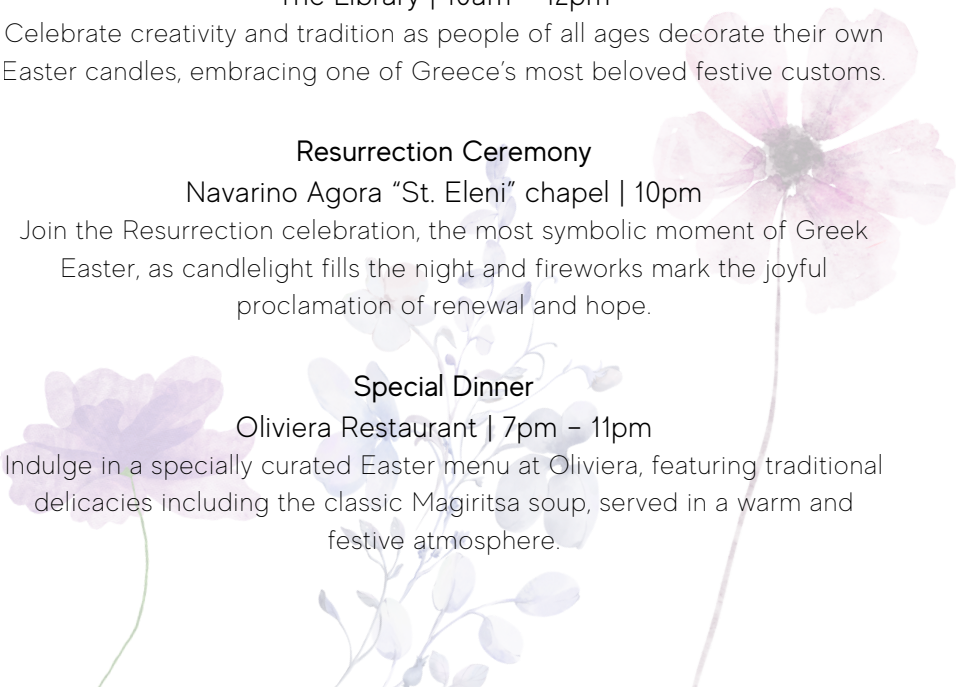 The Library | 10am – 12pm
Celebrate creativity and tradition as people of all ages decorate their own
Easter candles, embracing one of Greece’s most beloved festive customs.
Resurrection Ceremony
Navarino Agora “St. Eleni” chapel | 10pm
Join the Resurrection celebration, the most symbolic moment of Greek
Easter, as candlelight fills the night and fireworks mark the joyful
proclamation of renewal and hope.
Special Dinner
Oliviera Restaurant | 7pm – 11pm
Indulge in a specially curated Easter menu at Oliviera, featuring traditional
delicacies including the classic Magiritsa soup, served in a warm and
festive atmosphere.